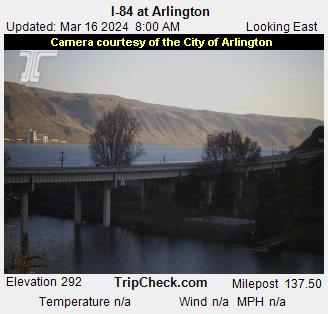 I-84 at Arlington
Updated: Mar 16 2024 8:00 AM Looking East
Camera courtesy of the City of Arlington
Elevation 292 TripCheck.com Milepost 137.50
Temperature n/a Wind n/a MPH n/a